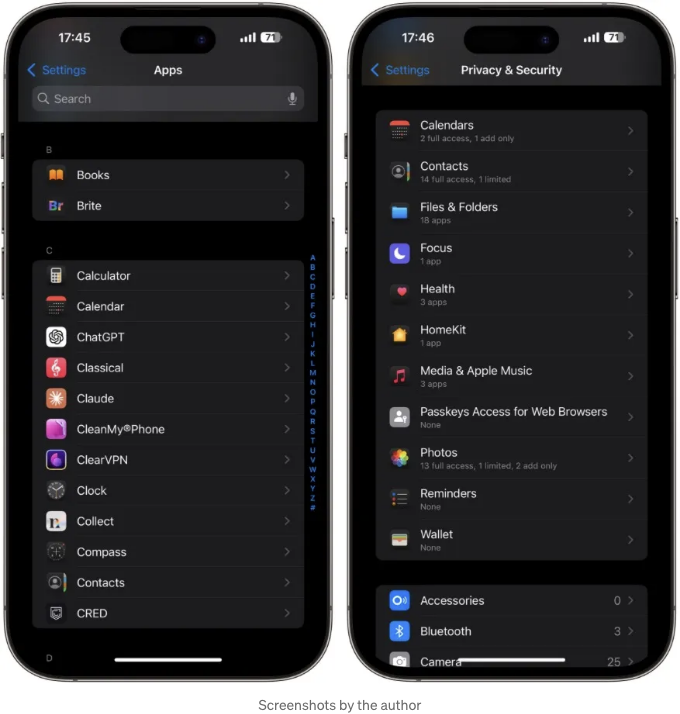 17:45
71
Settings
Apps
Search
B
Books
Br
Brite
C
Calculator
Calendar
ChatGPT
Classical
Claude
CleanMy®Phone
ClearVPN
Clock
Collect
Compass
Contacts
CRED
D
A
B
C
D
E
F
G
H
I
J
K
L
M
N
O
P
Q
R
S
T
U
V
W
X
Y
Z
#
17:46
71
Settings
Privacy & Security
Calendars
2 full access, 1 add only
Contacts
14 full access, 1 limited
Files & Folders
18 apps
Focus
1 app
Health
3 apps
HomeKit
1 app
Media & Apple Music
3 apps
Passkeys Access for Web Browsers
None
Photos
13 full access, 1 limited, 2 add only
Reminders
None
Wallet
None
Accessories 0
Bluetooth 3
Camera 25
Screenshots by the author